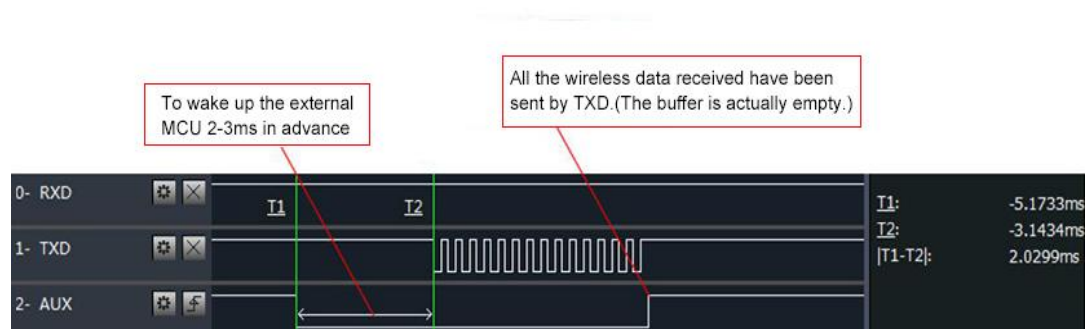 All the wireless data received have been
sent by TXD.(The buffer is actually empty.)
To wake up the external
MCU 2-3ms in advance
0- RXD
T1
T2
T1:
-5.1733ms
T2:
-3.1434ms
1- TXD
|T1-T2|:
2.0299ms
2- AUX